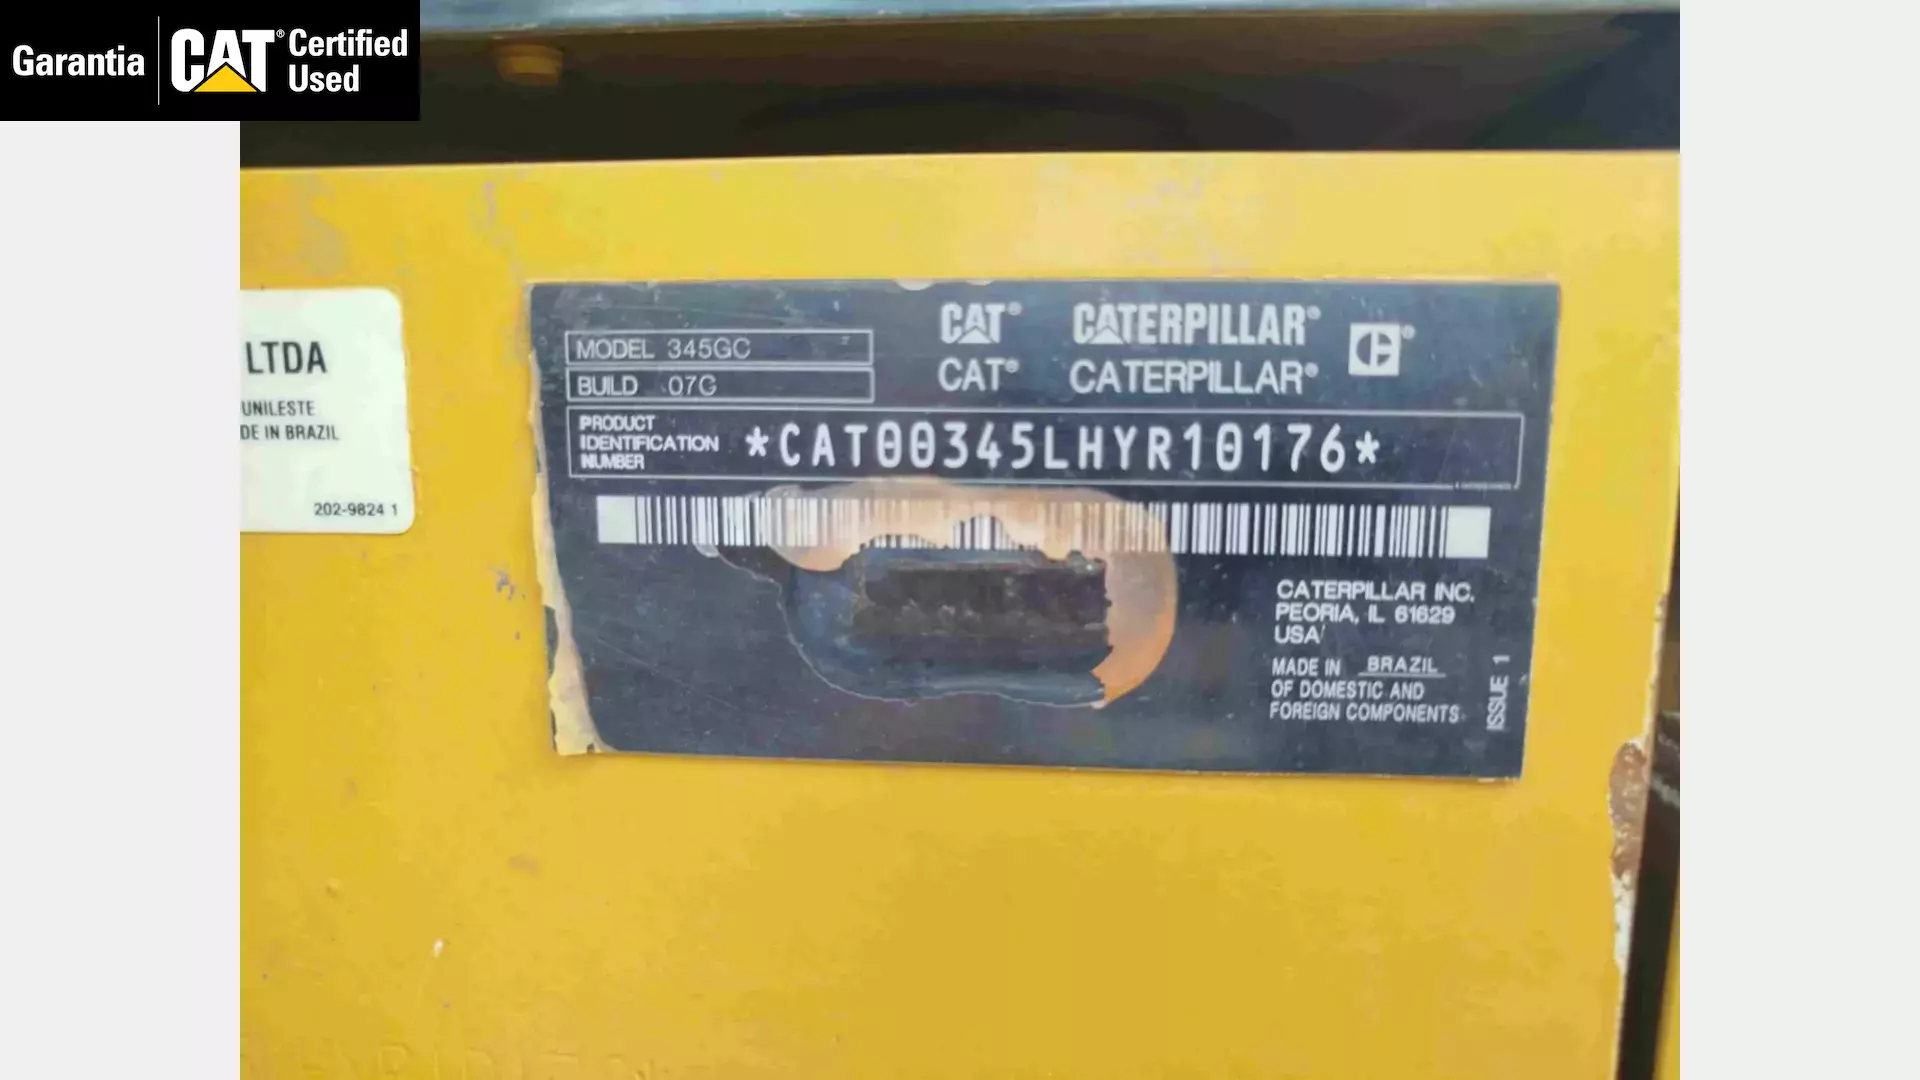 Garantia
CAT® Certified
Used
LTDA
UNILESTE
DE IN BRAZIL
202-9824 1
CAT® CATERPILLAR®
CAT® CATERPILLAR®
MODEL 345GC
BUILD 07G
PRODUCT
IDENTIFICATION
NUMBER
*CAT00345LHYR10176*
CATERPILLAR INC.
PEORIA, IL 61629
USA
MADE IN BRAZIL
OF DOMESTIC AND
FOREIGN COMPONENTS
ISSUE 1